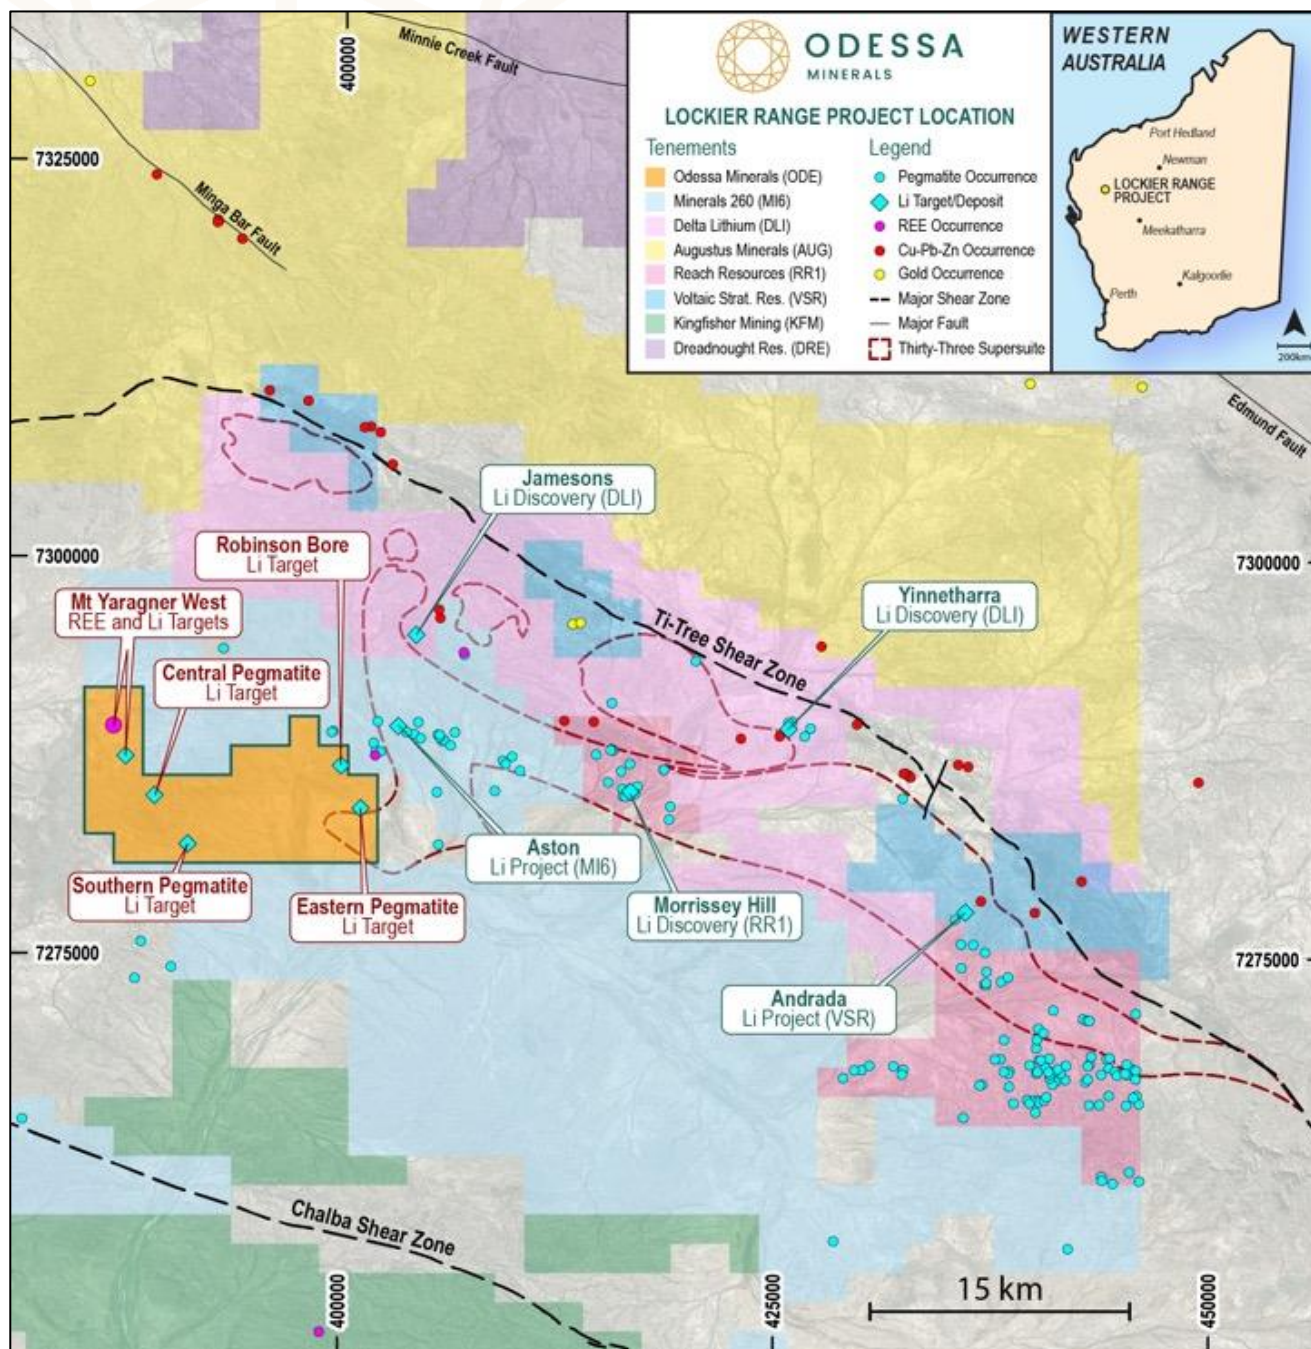 ODESSA
MINERALS
LOCKIER RANGE PROJECT LOCATION
Tenements
Odessa Minerals (ODE)
Minerals 260 (MI6)
Delta Lithium (DLI)
Augustus Minerals (AUG)
Reach Resources (RR1)
Voltaic Strat. Res. (VSR)
Kingfisher Mining (KFM)
Dreadnought Res. (DRE)
Legend
Pegmatite Occurrence
Li Target/Deposit
REE Occurrence
Cu-Pb-Zn Occurrence
Gold Occurrence
Major Shear Zone
Major Fault
Thirty-Three Supersuite
WESTERN
AUSTRALIA
Port Hedland
Newman
LOCKIER RANGE
PROJECT
Meekatharra
Kalgoorlie
Perth
200km
400000
Minnie Creek Fault
7325000
Minga Bar Fault
Edmund Fault
Jamesons
Li Discovery (DLI)
7300000
7300000
Robinson Bore
Li Target
Mt Yaragner West
REE and Li Targets
Yinnetharra
Li Discovery (DLI)
Ti-Tree Shear Zone
Central Pegmatite
Li Target
Aston
Li Project (MI6)
Southern Pegmatite
Li Target
Eastern Pegmatite
Li Target
Morrissey Hill
Li Discovery (RR1)
7275000
7275000
Andrada
Li Project (VSR)
Chalba Shear Zone
15 km
400000
425000
450000